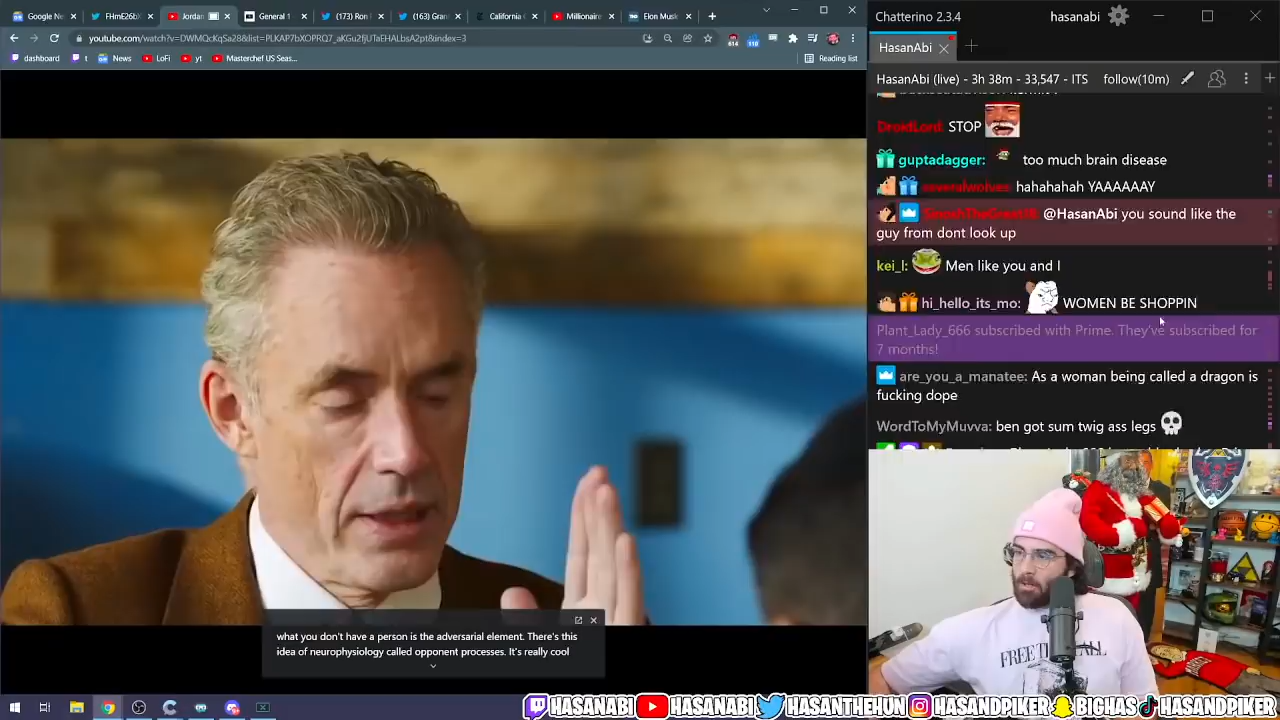 Google Ne
FHmE26bX
Jordan
General 1
(173) Ron
(163) Gran
California
Millionaire
Elon Musk
youtube.com/watch?v=DWMQcKqSa28&list=PLKAP7bXOPRQ7_aKGu2fjUTaEHALbsA2pt&index=3
614
110
dashboard
t
News
LoFi
yt
Masterchef US Seas...
Reading list
what you don't have a person is the adversarial element. There's this
idea of neurophysiology called opponent processes. It's really cool
Chatterino 2.3.4
hasanabi
HasanAbi
HasanAbi (live) - 3h 38m - 33,547 - ITS
follow(10m)
DroidLord: STOP
guptadagger: too much brain disease
severalwolves: hahahahah YAAAAAAY
@HasanAbi you sound like the
guy from dont look up
kei_l: Men like you and I
hi_hello_its_mo: WOMEN BE SHOPPIN
Plant_Lady_666 subscribed with Prime. They've subscribed for
7 months!
are_you_a_manatee: As a woman being called a dragon is
fucking dope
WordToMyMuvva: ben got sum twig ass legs
HASANABI
HASANABI
HASANTHEHUN
HASANDPIKER
BIGHAS
HASANDPIKER